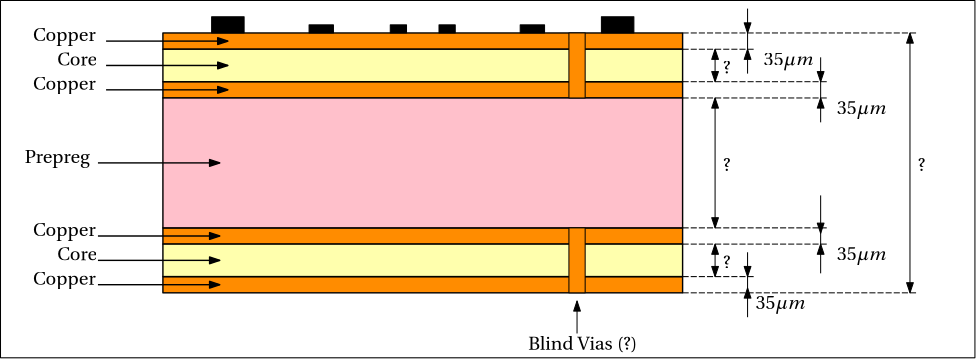 Copper
Core
Copper
Prepreg
Copper
Core
Copper
35μm
?
35μm
?
?
35μm
?
35μm
Blind Vias (?)